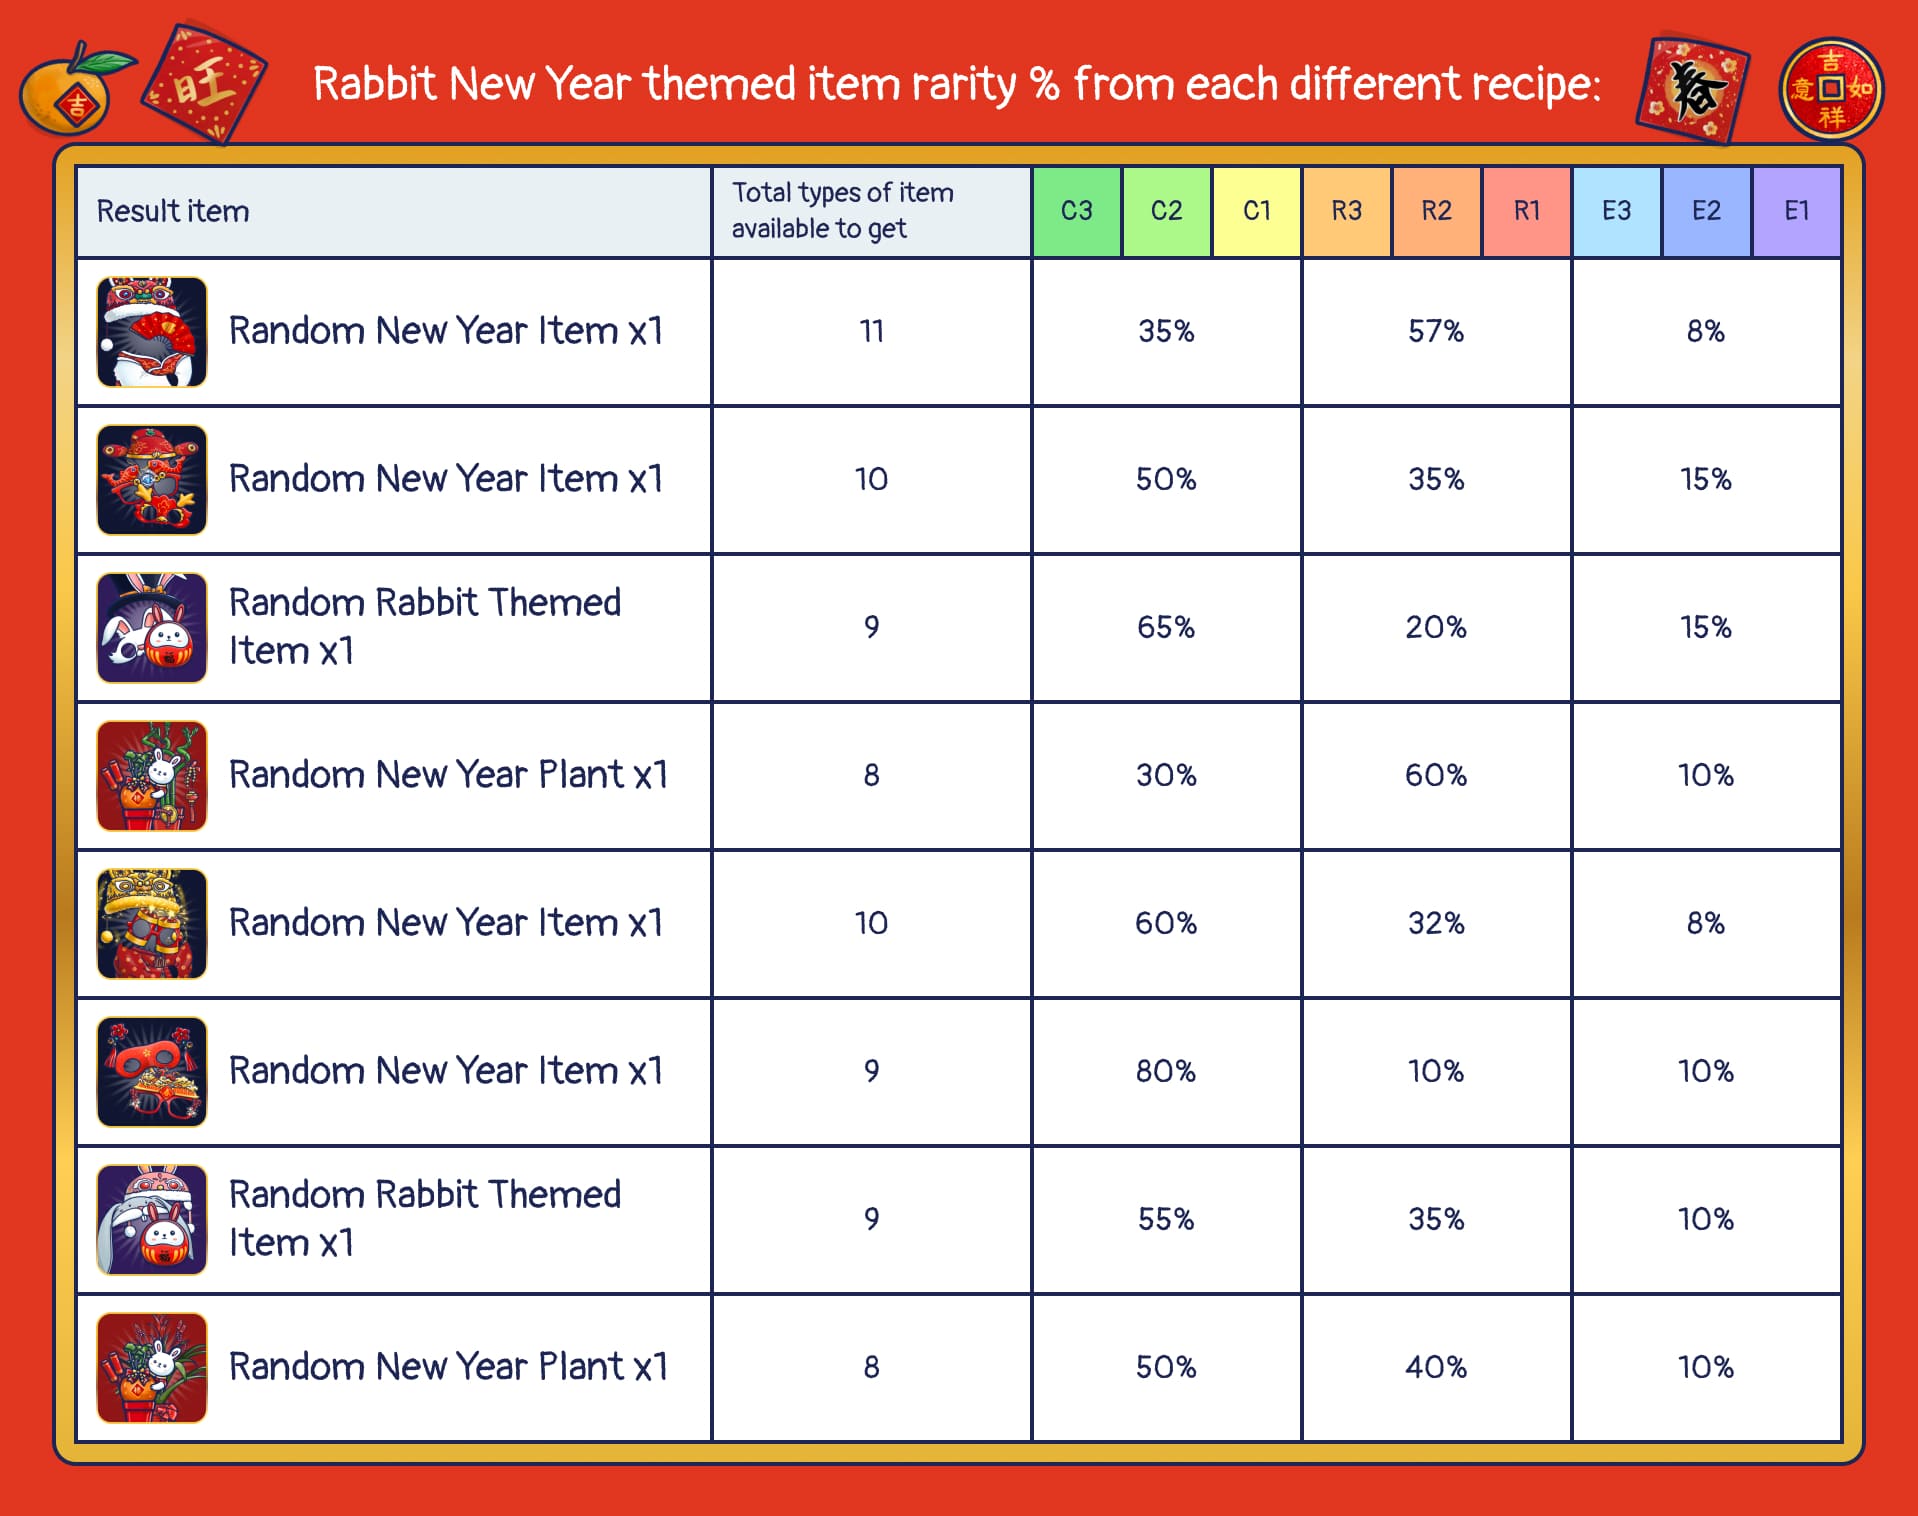 吉
旺
Rabbit New Year themed item rarity % from each different recipe:
春
吉
意 如
祥
Result item
Total types of item
available to get
C3 C2 C1 R3 R2 R1 E3 E2 E1
Random New Year Item x1 11 35% 57% 8%
Random New Year Item x1 10 50% 35% 15%
Random Rabbit Themed
Item x1
9 65% 20% 15%
福
Random New Year Plant x1 8 30% 60% 10%
Random New Year Item x1 10 60% 32% 8%
Random New Year Item x1 9 80% 10% 10%
Random Rabbit Themed
Item x1
9 55% 35% 10%
福
Random New Year Plant x1 8 50% 40% 10%